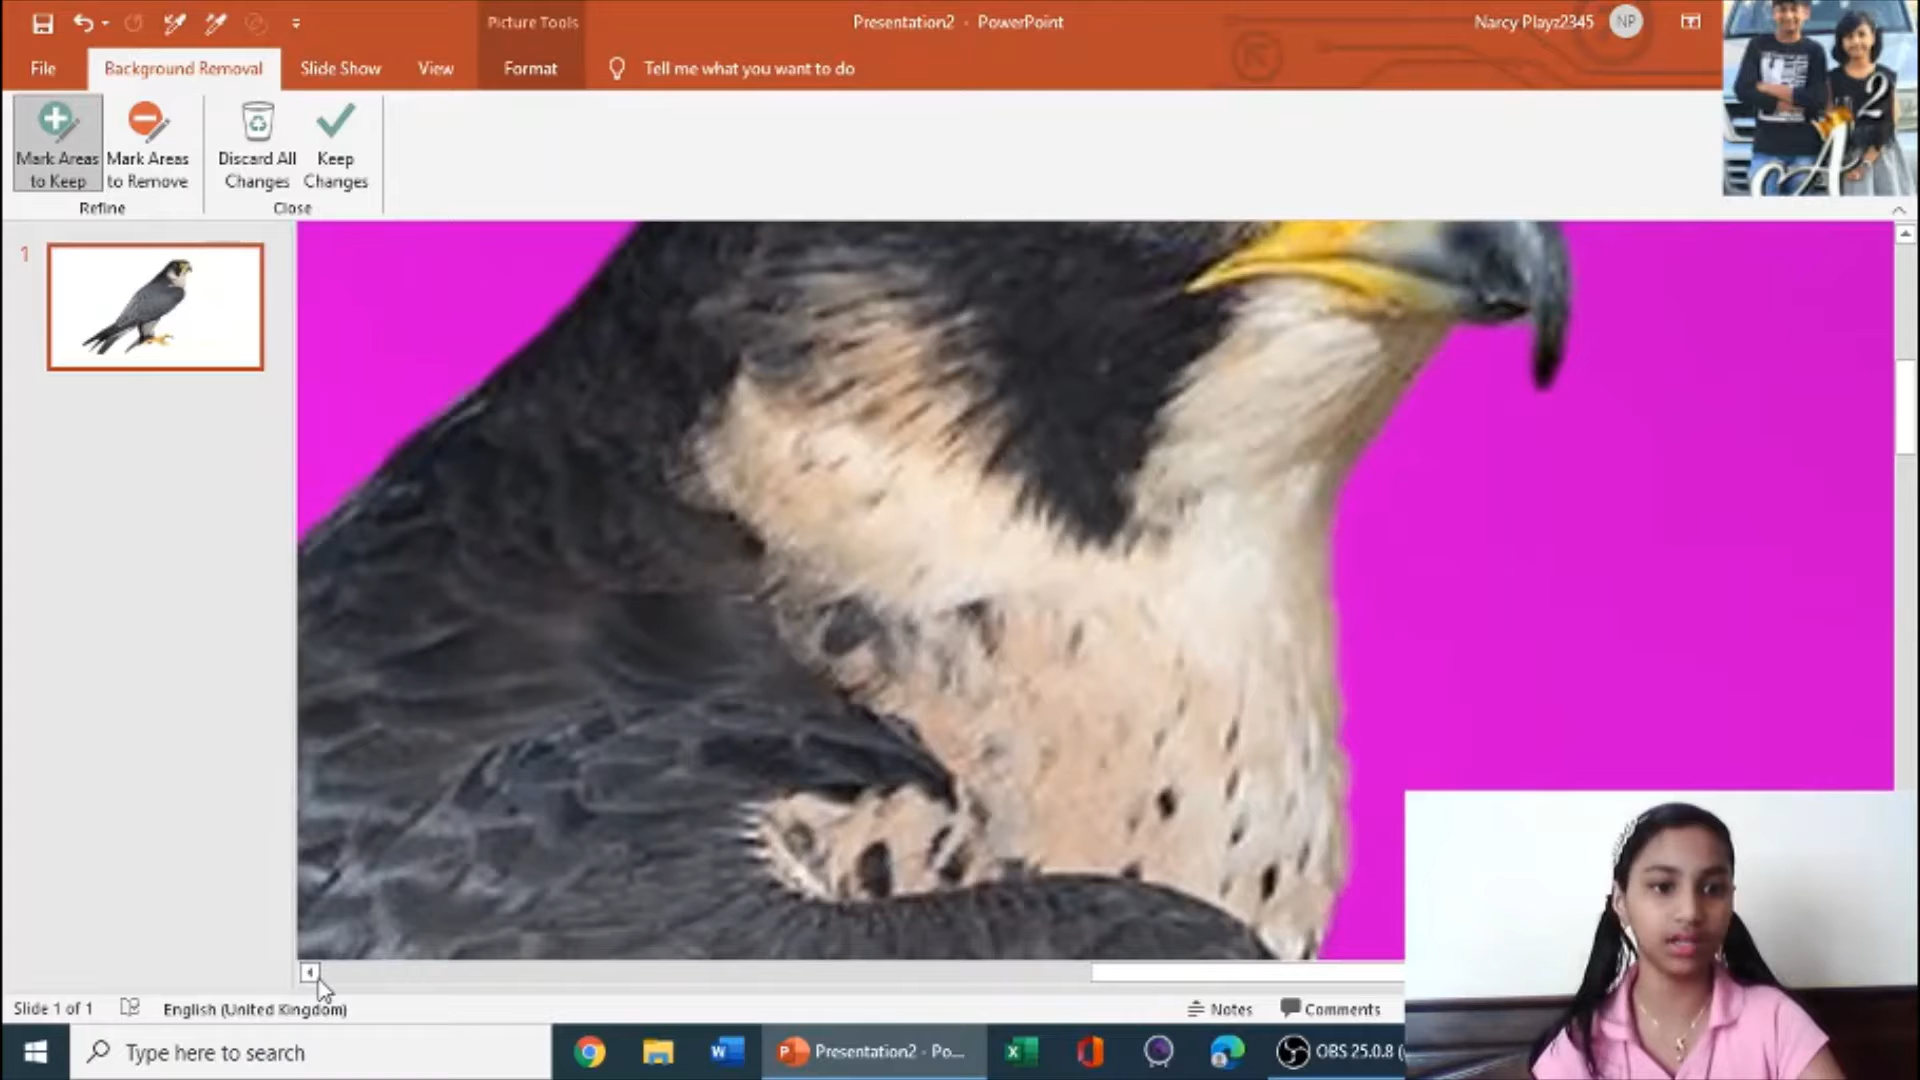 Picture Tools
Presentation2 - PowerPoint
Narcy Playz2345
NP
File
Background Removal
Slide Show
View
Format
Tell me what you want to do
Mark Areas
to Keep
Mark Areas
to Remove
Discard All
Changes
Keep
Changes
Refine
Close
A2
1
Slide 1 of 1
English (United Kingdom)
Notes
Comments
Type here to search
Presentation2 - Po...
OBS 25.0.8 (